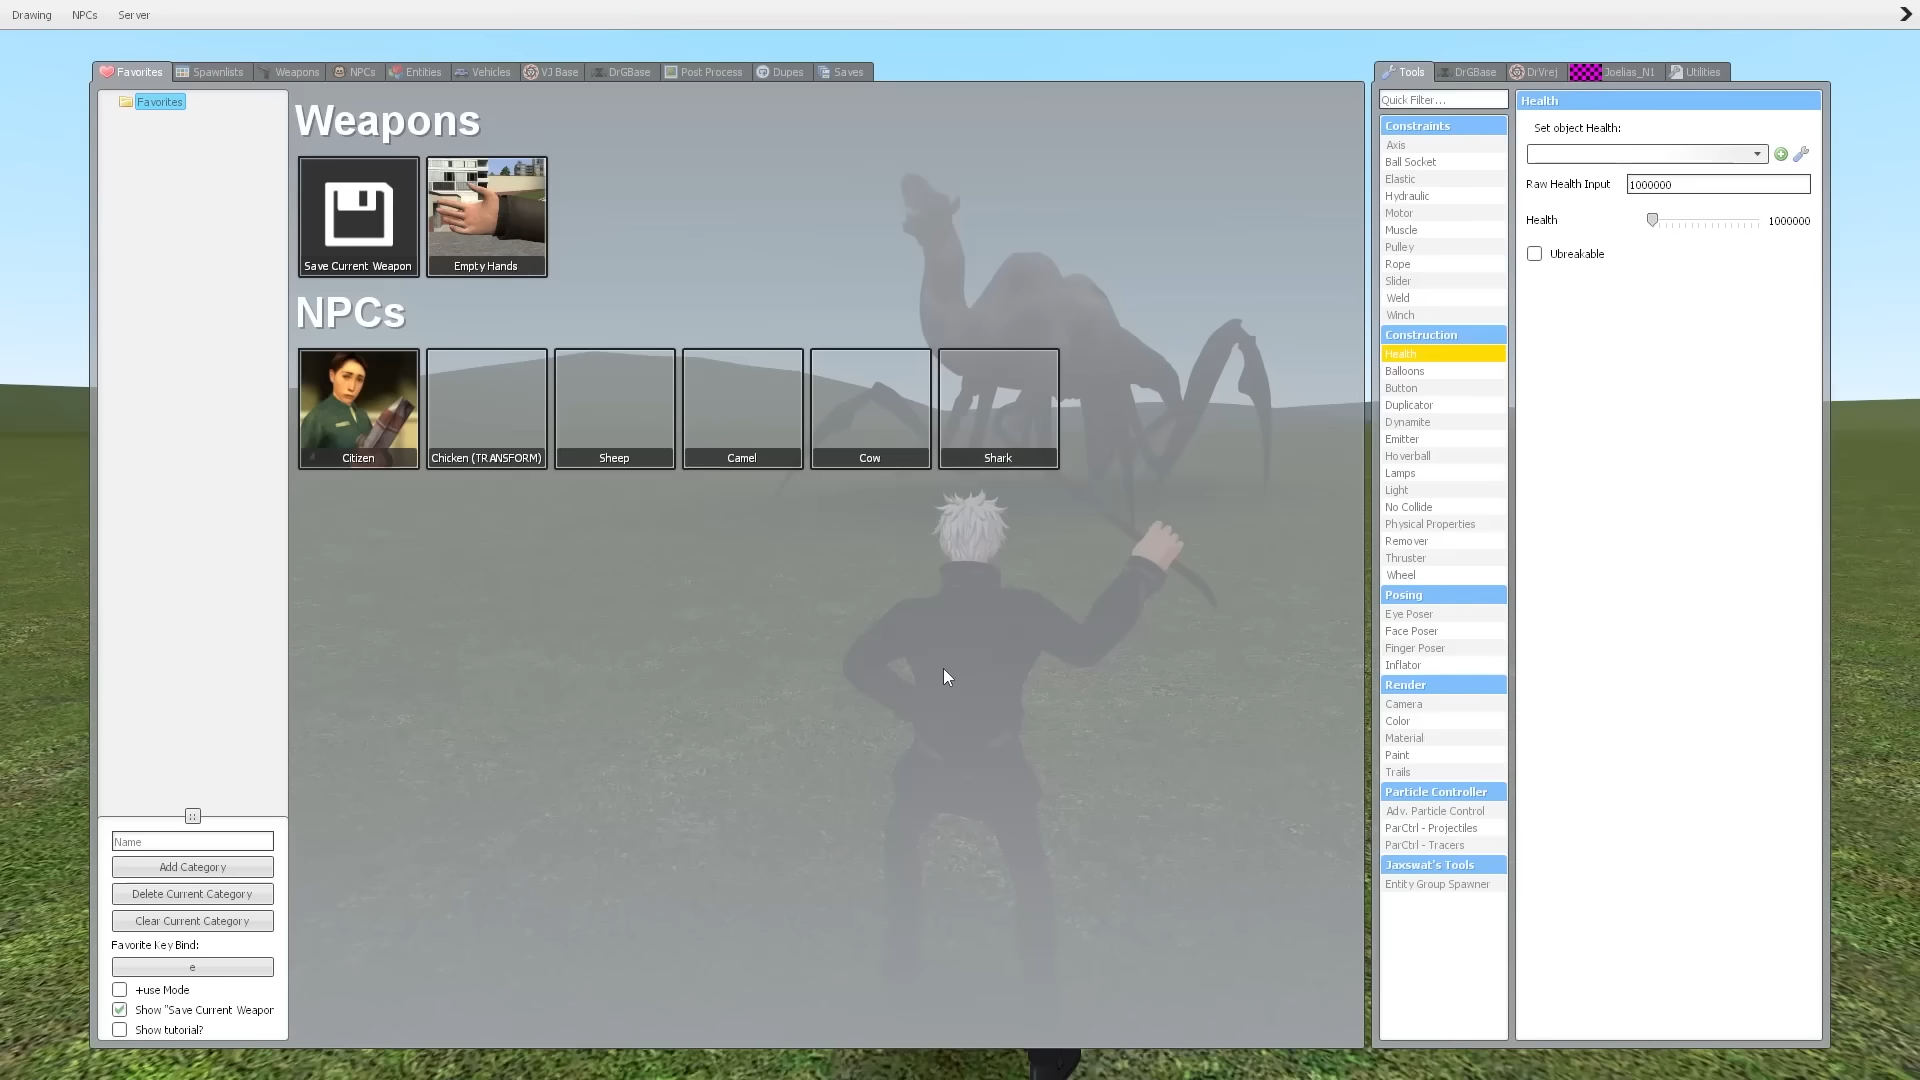 Drawing NPCs Server
Favorites Spawnlists Weapons NPCs Entities Vehicles VJ Base DrGBase Post Process Dupes Saves
Favorites
Weapons
Save Current Weapon
Empty Hands
NPCs
Citizen
Chicken (TRANSFORM)
Sheep
Camel
Cow
Shark
Name
Add Category
Delete Current Category
Clear Current Category
Favorite Key Bind:
e
+use Mode
Show "Save Current Weapor
Show tutorial?
Tools DrGBase DrVrej Joelias_N1 Utilities
Quick Filter...
Constraints
Axis
Ball Socket
Elastic
Hydraulic
Motor
Muscle
Pulley
Rope
Slider
Weld
Winch
Construction
Health
Balloons
Button
Duplicator
Dynamite
Emitter
Hoverball
Lamps
Light
No Collide
Physical Properties
Remover
Thruster
Wheel
Posing
Eye Poser
Face Poser
Finger Poser
Inflator
Render
Camera
Color
Material
Paint
Trails
Particle Controller
Adv. Particle Control
ParCtrl - Projectiles
ParCtrl - Tracers
Jaxswat's Tools
Entity Group Spawner
Health
Set object Health:
Raw Health Input 1000000
Health 1000000
Ubreakable